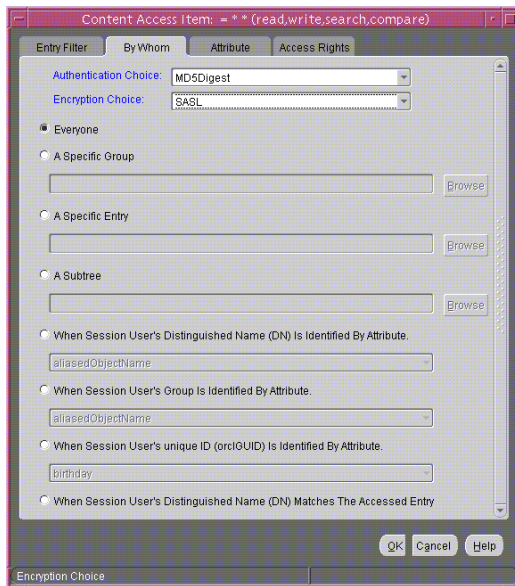 Content Access Item: = * * (read,write,search,compare)
Entry Filter By Whom Attribute Access Rights
Authentication Choice: MD5Digest
Encryption Choice: SASL
Everyone
A Specific Group
Browse
A Specific Entry
Browse
A Subtree
Browse
When Session User's Distinguished Name (DN) Is Identified By Attribute.
aliasedObjectName
When Session User's Group Is Identified By Attribute.
aliasedObjectName
When Session User's unique ID (orclGUID) Is Identified By Attribute.
birthday
When Session User's Distinguished Name (DN) Matches The Accessed Entry
OK Cancel Help
Encryption Choice